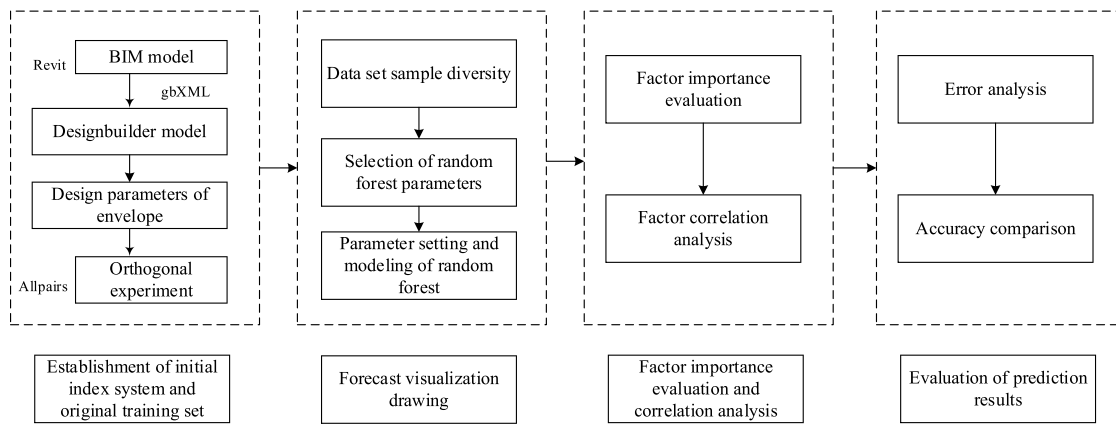 Revit
BIM model
gbXML
Designbuilder model
Design parameters of
envelope
Allpairs
Orthogonal
experiment
Establishment of initial
index system and
original training set
Data set sample diversity
Selection of random
forest parameters
Parameter setting and
modeling of random
forest
Forecast visualization
drawing
Factor importance
evaluation
Factor correlation
analysis
Factor importance
evaluation and
correlation analysis
Error analysis
Accuracy comparison
Evaluation of prediction
results